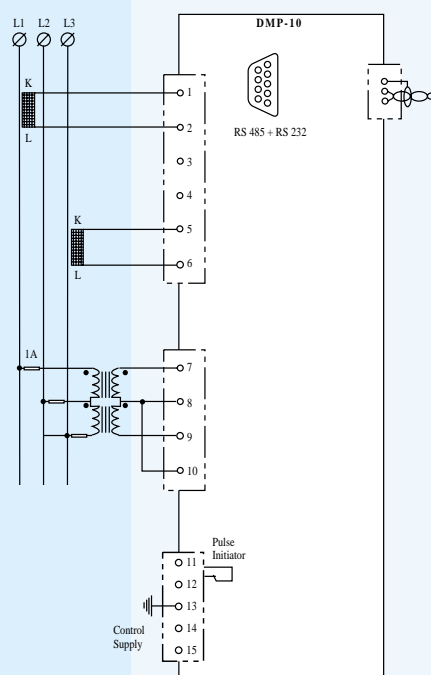 L1 L2 L3
DMP-10
K
1
RS 485 + RS 232
L
2
3
4
K
5
L
6
1A
7
8
9
10
Pulse
Initiator
11
12
13
Control
Supply
14
15